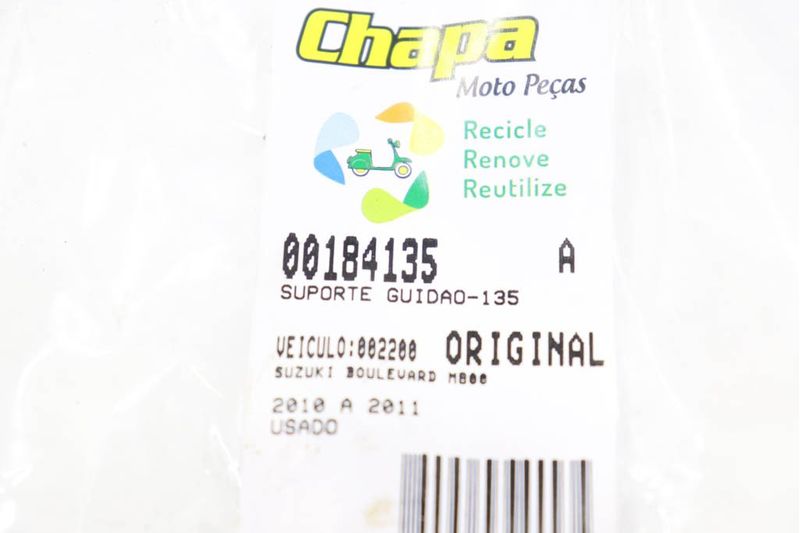 Chapa
Moto Peças
Recicle
Renove
Reutilize
00184135 A
SUPORTE GUIDAO-135
VEICULO:002200 ORIGINAL
SUZUKI BOULEVARD M800
2010 A 2011
USADO